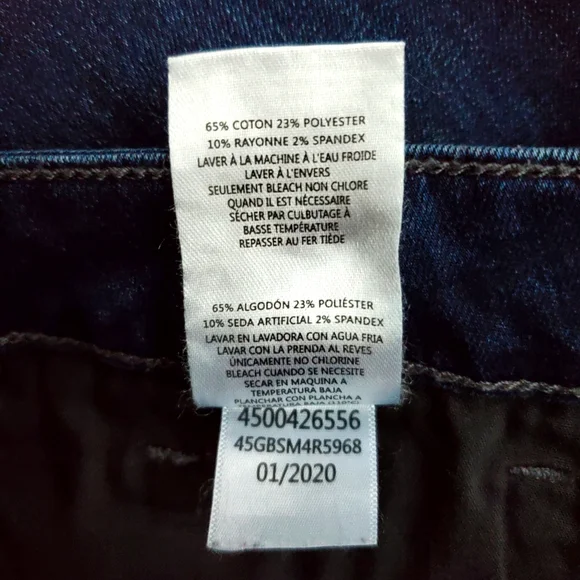 65% COTON 23% POLYESTER
10% RAYONNE 2% SPANDEX
LAVER À LA MACHINE À L'EAU FROIDE
LAVER À L'ENVERS
SEULEMENT BLEACH NON CHLORE
QUAND IL EST NÉCESSAIRE
SÉCHER PAR CULBUTAGE À
BASSE TEMPÉRATURE
REPASSER AU FER TIÈDE
65% ALGODÓN 23% POLIÉSTER
10% SEDA ARTIFICIAL 2% SPANDEX
LAVAR EN LAVADORA CON AGUA FRIA
LAVAR CON LA PRENDA AL REVES
ÚNICAMENTE NO CHLORINE
BLEACH CUANDO SE NECESITE
SECAR EN MAQUINA A
TEMPERATURA BAJA
PLANCHAR CON PLANCHA A
TEMPERATURA BAJA
4500426556
45GBSM4R5968
01/2020